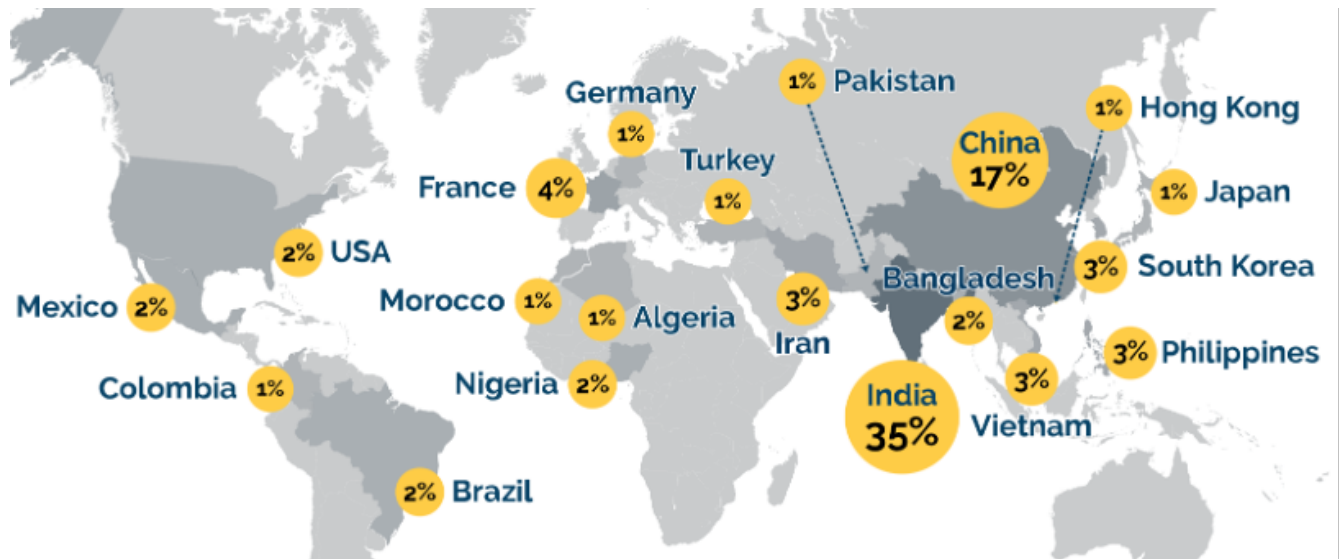 1% Pakistan
Germany
1%
1% Hong Kong
China
17%
Turkey
1%
France 4%
1% Japan
2% USA
3% South Korea
Bangladesh
2%
Morocco 1%
1% Algeria
3%
Iran
Mexico 2%
3% Philippines
Colombia 1%
Nigeria 2%
3%
Vietnam
India
35%
2% Brazil